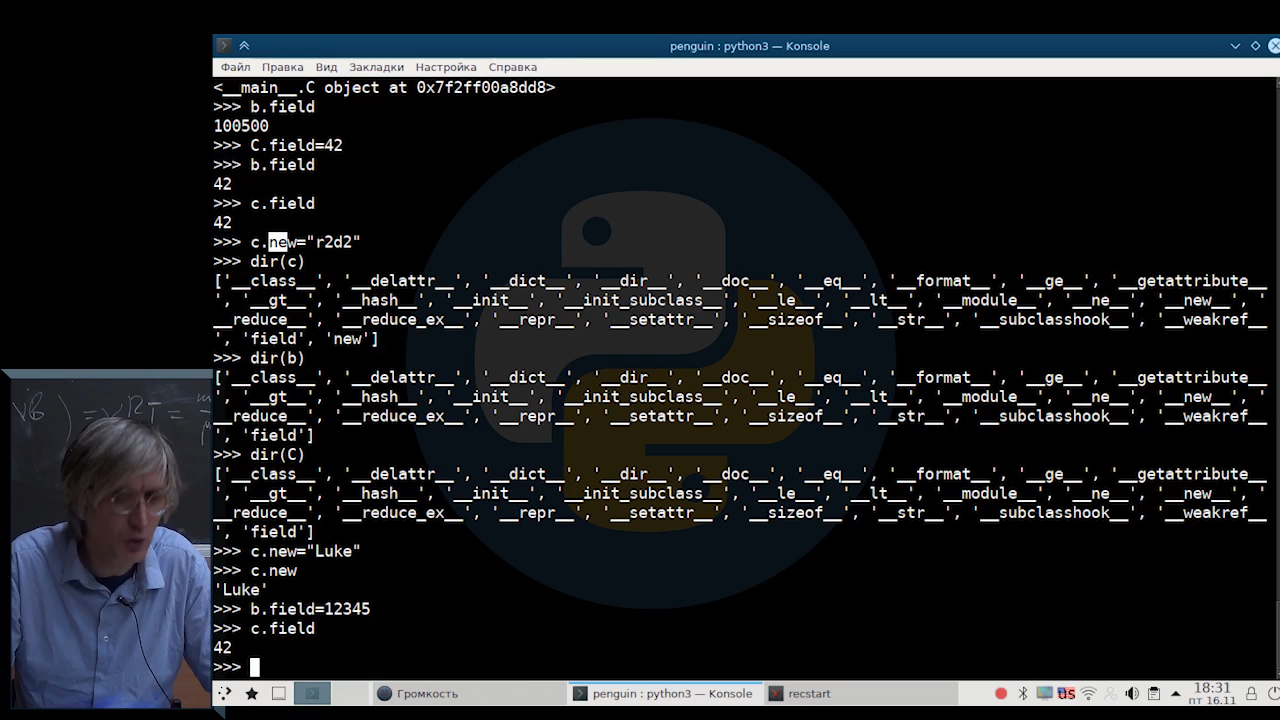 penguin : python3 — Konsole
Файл Правка Вид Закладки Настройка Справка
<__main__.C object at 0x7f2ff00a8dd8>
>>> b.field
100500
>>> C.field=42
>>> b.field
42
>>> c.field
42
>>> c.new="r2d2"
>>> dir(c)
['__class__', '__delattr__', '__dict__', '__dir__', '__doc__', '__eq__', '__format__', '__ge__', '__getattribute__
', '__gt__', '__hash__', '__init__', '__init_subclass__', '__le__', '__lt__', '__module__', '__ne__', '__new__', '
__reduce__', '__reduce_ex__', '__repr__', '__setattr__', '__sizeof__', '__str__', '__subclasshook__', '__weakref__
', 'field', 'new']
>>> dir(b)
['__class__', '__delattr__', '__dict__', '__dir__', '__doc__', '__eq__', '__format__', '__ge__', '__getattribute__
', '__gt__', '__hash__', '__init__', '__init_subclass__', '__le__', '__lt__', '__module__', '__ne__', '__new__', '
__reduce__', '__reduce_ex__', '__repr__', '__setattr__', '__sizeof__', '__str__', '__subclasshook__', '__weakref__
', 'field']
>>> dir(C)
['__class__', '__delattr__', '__dict__', '__dir__', '__doc__', '__eq__', '__format__', '__ge__', '__getattribute__
', '__gt__', '__hash__', '__init__', '__init_subclass__', '__le__', '__lt__', '__module__', '__ne__', '__new__', '
__reduce__', '__reduce_ex__', '__repr__', '__setattr__', '__sizeof__', '__str__', '__subclasshook__', '__weakref__
', 'field']
>>> c.new="Luke"
>>> c.new
'Luke'
>>> b.field=12345
>>> c.field
42
>>>
) = νRT =
Громкость penguin : python3 — Konsole recstart us 18:31
пт 16.11